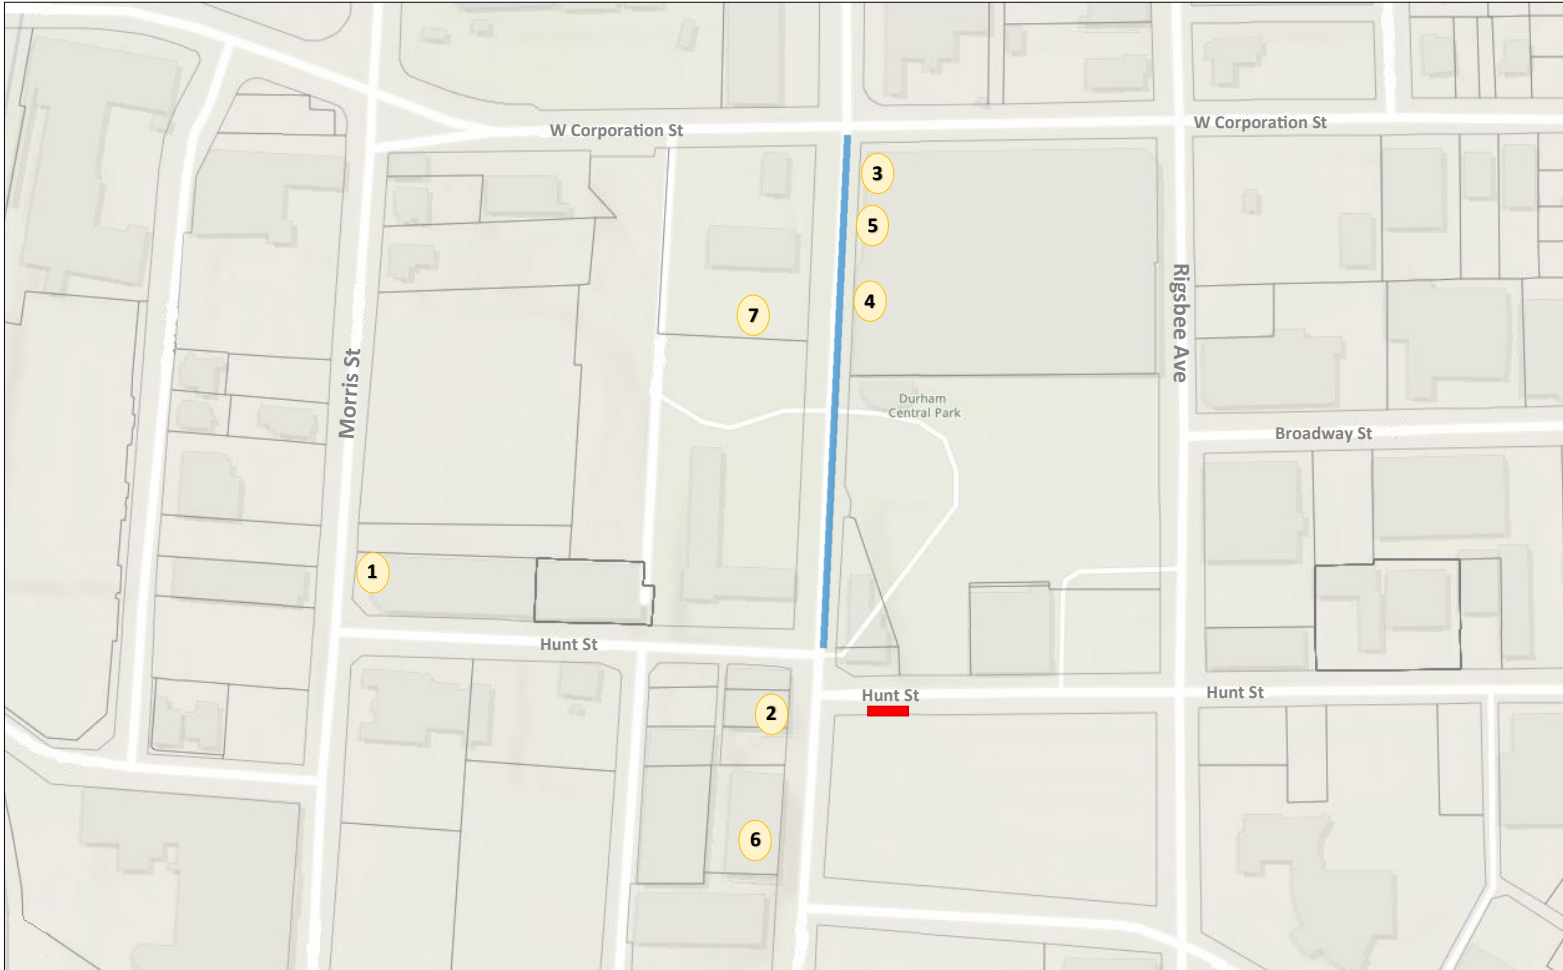 W Corporation St
W Corporation St
3
5
4
7
Rigsbee Ave
Morris St
Durham
Central Park
Broadway St
1
Hunt St
Hunt St
Hunt St
2
6